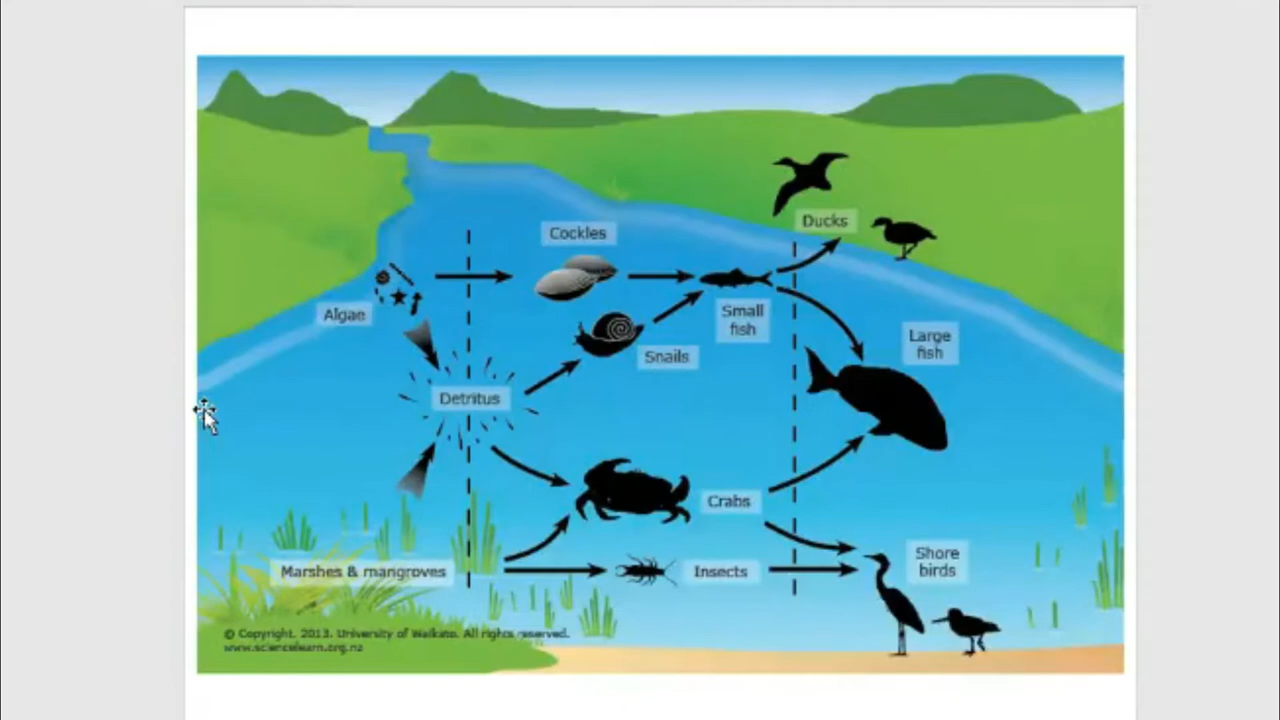 Ducks
Cockles
Algae
Small
fish
Large
fish
Snails
Detritus
Crabs
Marshes & mangroves
Insects
Shore
birds
© Copyright. 2013. University of Waikato. All rights reserved.
www.sciencelearn.org.nz